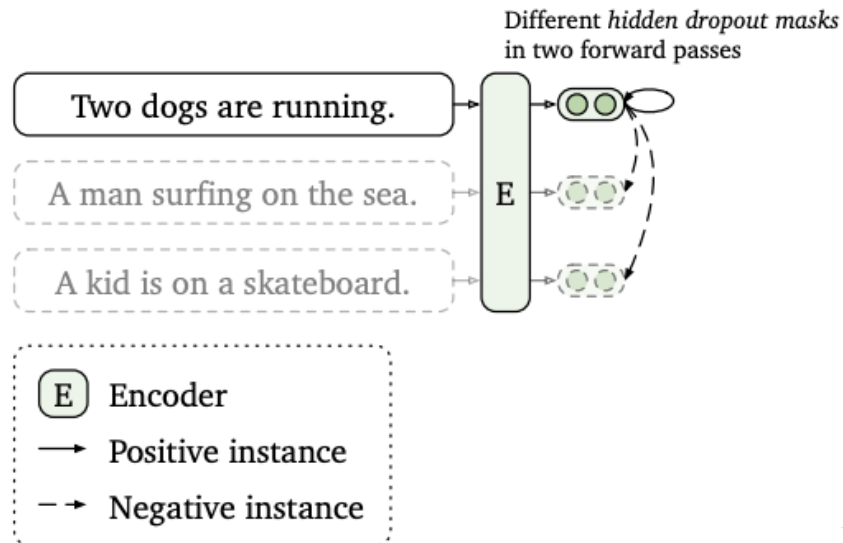 Different hidden dropout masks
in two forward passes
Two dogs are running.
A man surfing on the sea.
E
A kid is on a skateboard.
E Encoder
Positive instance
Negative instance